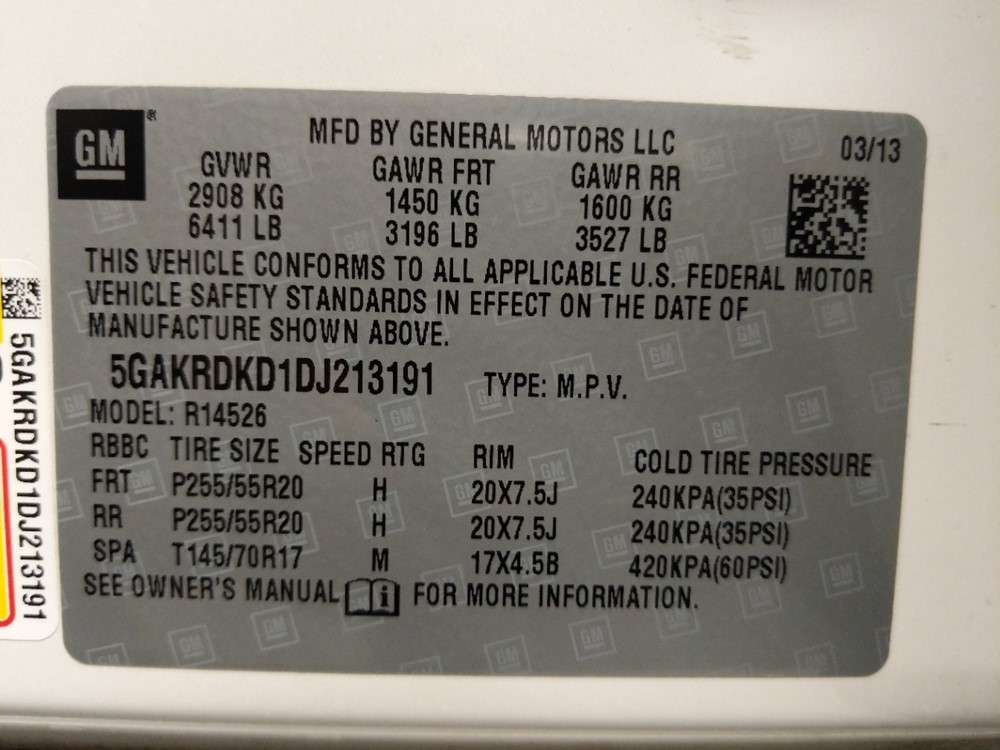 GM ®
MFD BY GENERAL MOTORS LLC 03/13
GVWR GAWR FRT GAWR RR
2908 KG 1450 KG 1600 KG
6411 LB 3196 LB 3527 LB
THIS VEHICLE CONFORMS TO ALL APPLICABLE U.S. FEDERAL MOTOR
VEHICLE SAFETY STANDARDS IN EFFECT ON THE DATE OF
MANUFACTURE SHOWN ABOVE.
5GAKRDKD1DJ213191 TYPE: M.P.V.
MODEL: R14526
RBBC TIRE SIZE SPEED RTG RIM COLD TIRE PRESSURE
FRT P255/55R20 H 20X7.5J 240KPA(35PSI)
RR P255/55R20 H 20X7.5J 240KPA(35PSI)
SPA T145/70R17 M 17X4.5B 420KPA(60PSI)
SEE OWNER'S MANUAL i FOR MORE INFORMATION.
5GAKRDKD1DJ213191